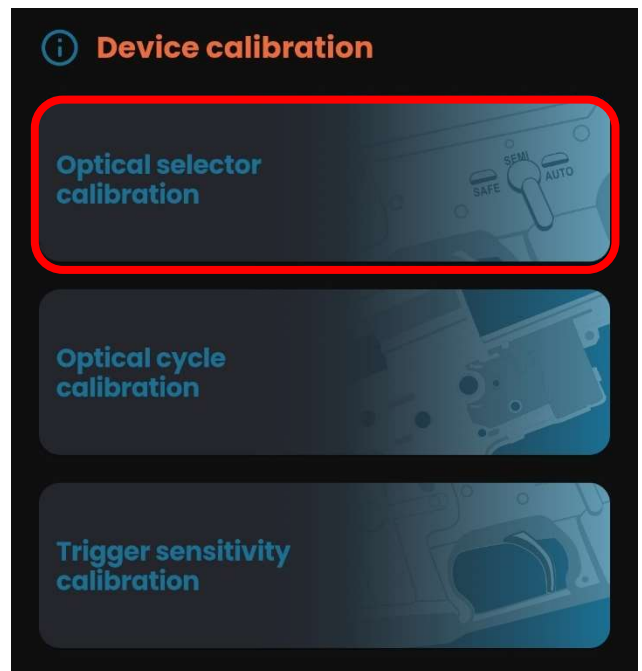 Device calibration
Optical selector
calibration
SAFE
SEMI
AUTO
Optical cycle
calibration
Trigger sensitivity
calibration